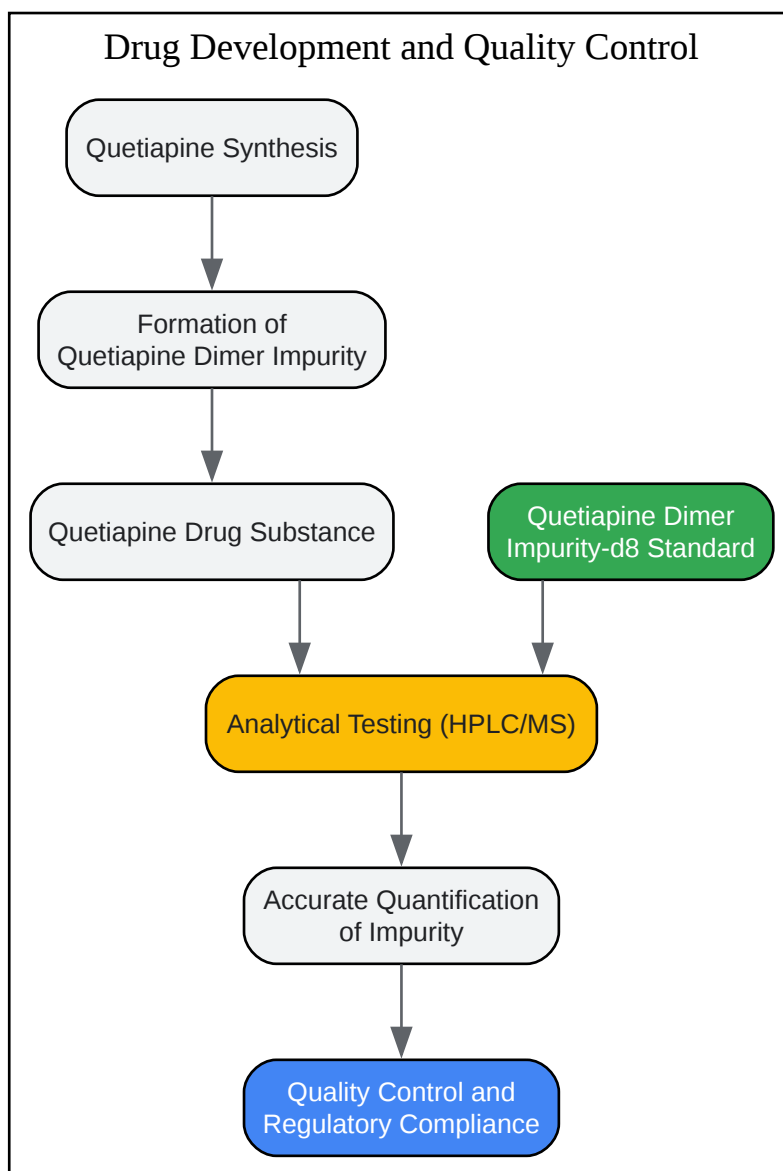 Drug Development and Quality Control
Quetiapine Synthesis
Formation of
Quetiapine Dimer Impurity
Quetiapine Drug Substance
Quetiapine Dimer
Impurity-d8 Standard
Analytical Testing (HPLC/MS)
Accurate Quantification
of Impurity
Quality Control and
Regulatory Compliance